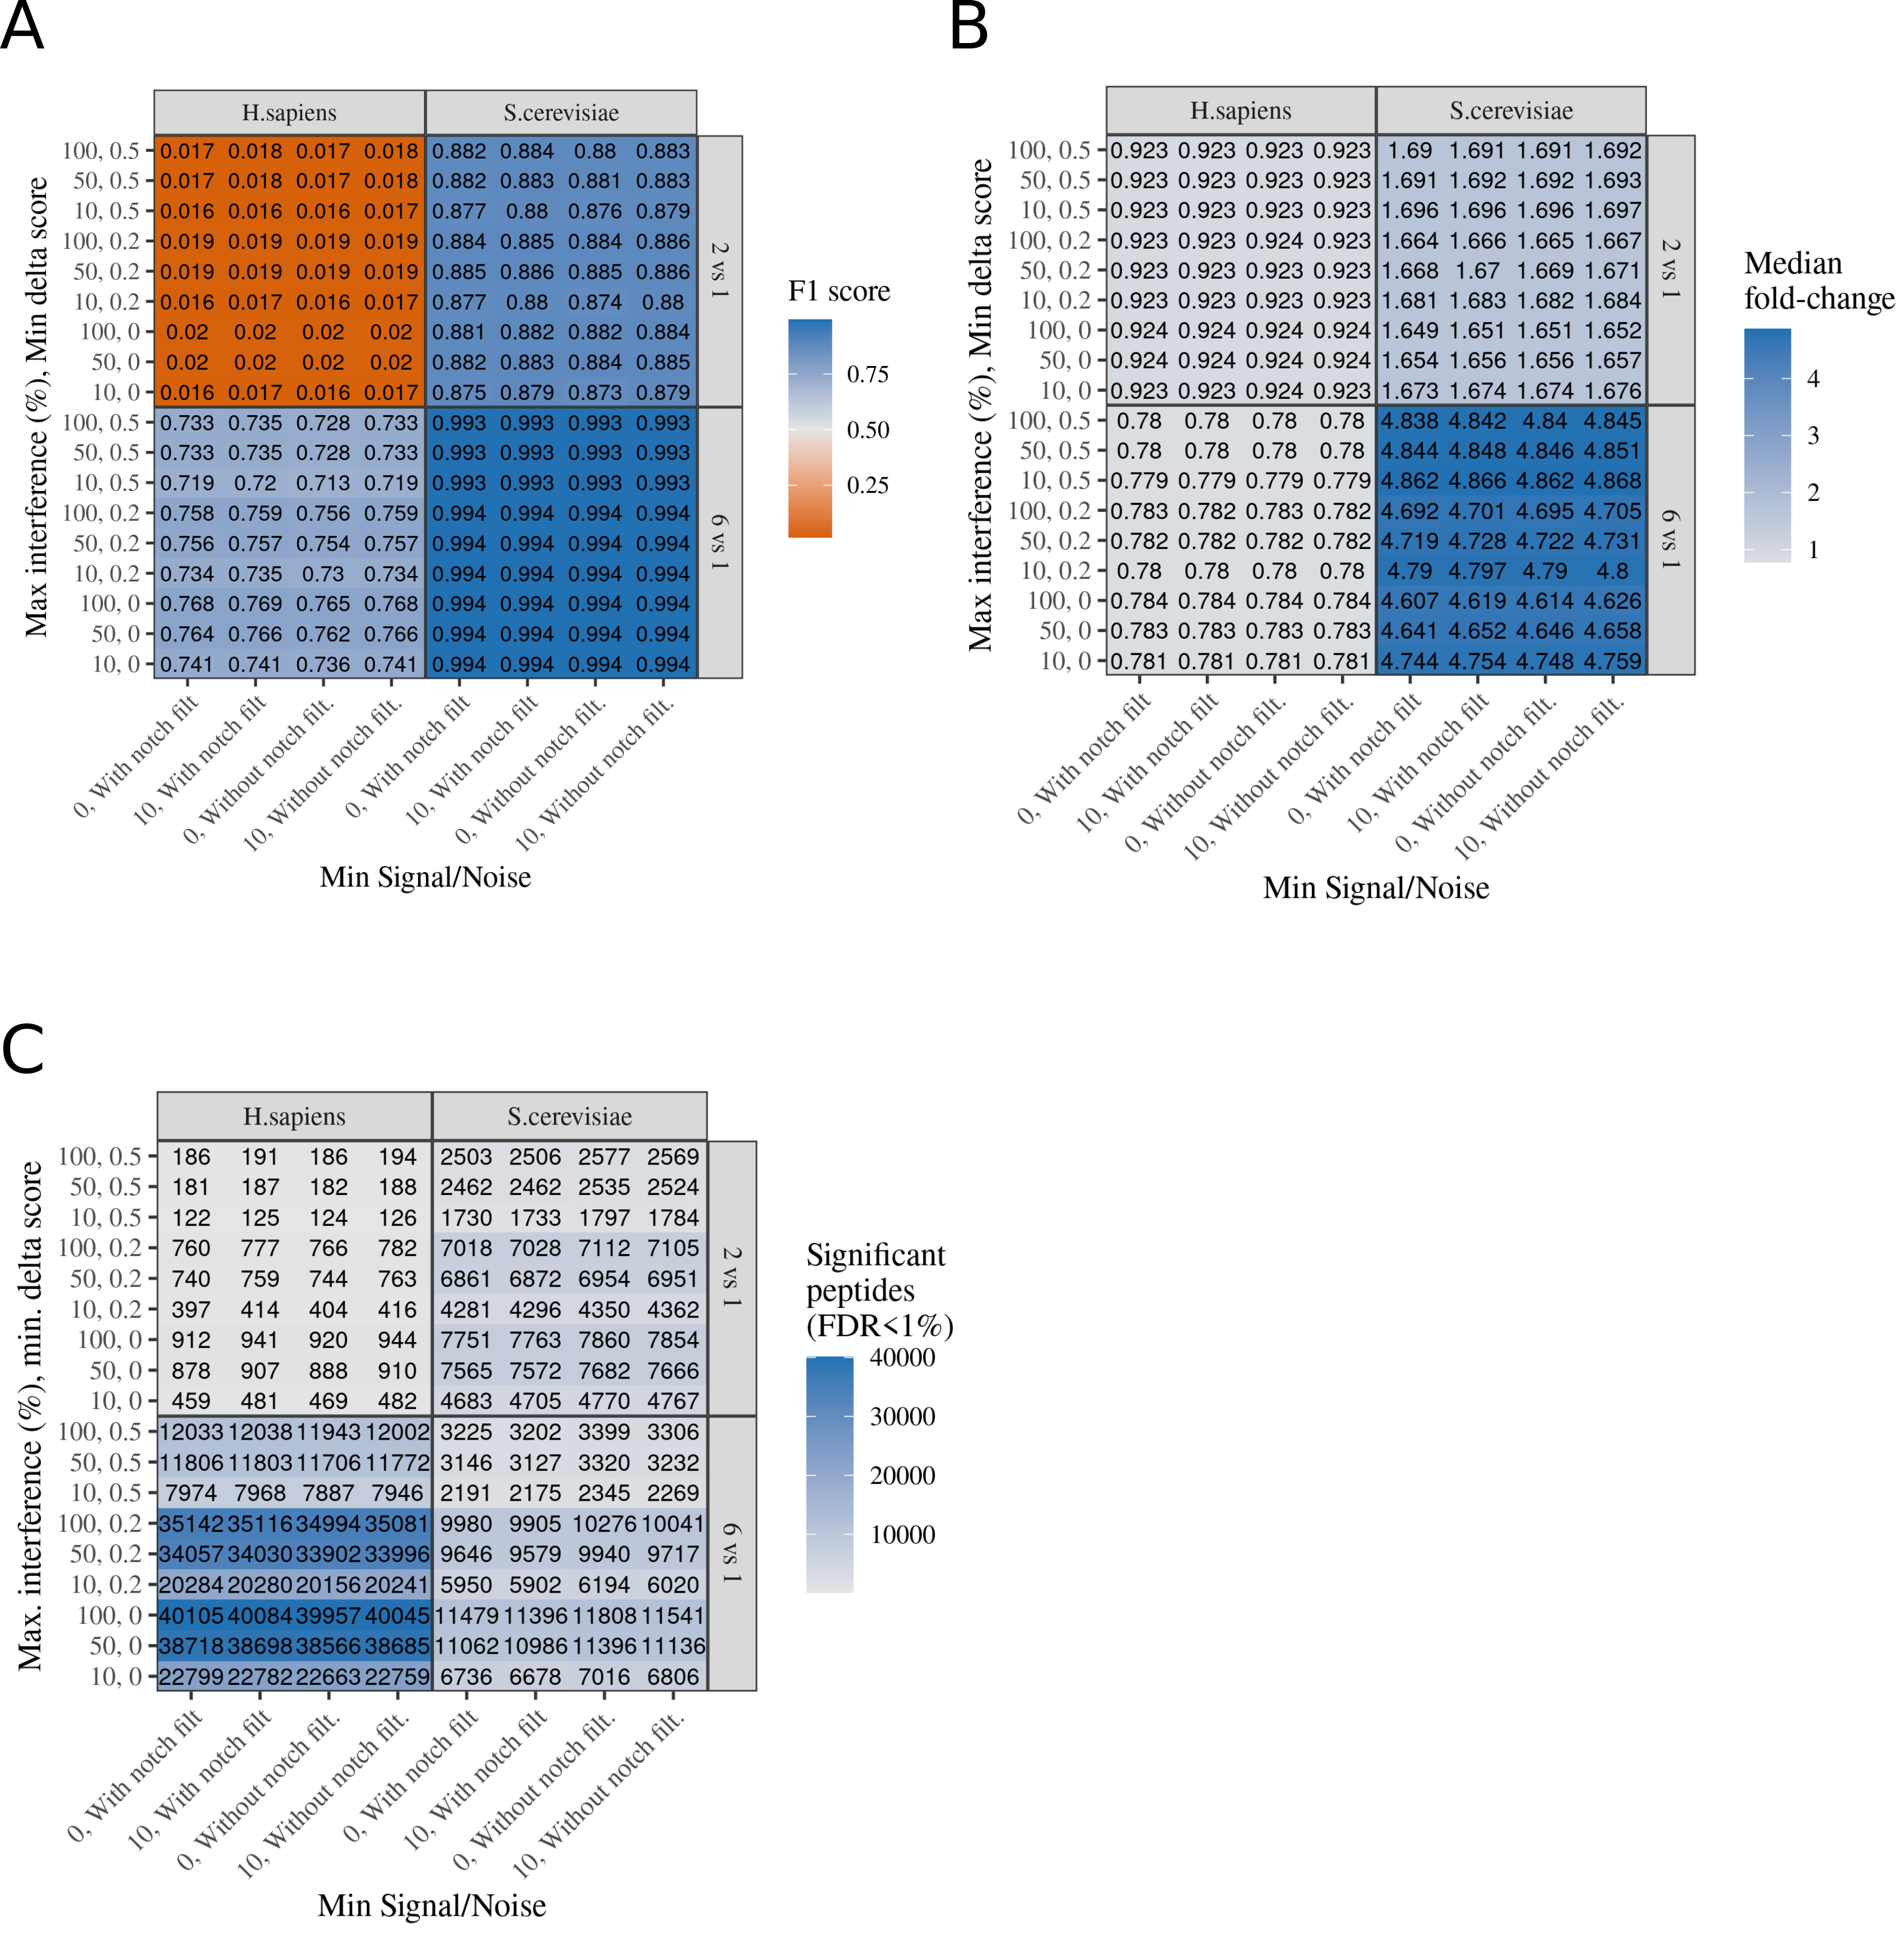 A
H.sapiens S.cerevisiae
Max interference (%), Min delta score
100, 0.5 0.017 0.018 0.017 0.018 0.882 0.884 0.88 0.883
50, 0.5 0.017 0.018 0.017 0.018 0.882 0.883 0.881 0.883
10, 0.5 0.016 0.016 0.016 0.017 0.877 0.88 0.876 0.879
100, 0.2 0.019 0.019 0.019 0.019 0.884 0.885 0.884 0.886
50, 0.2 0.019 0.019 0.019 0.019 0.885 0.886 0.885 0.886
10, 0.2 0.016 0.017 0.016 0.017 0.877 0.88 0.874 0.88
100, 0 0.02 0.02 0.02 0.02 0.881 0.882 0.882 0.884
50, 0 0.02 0.02 0.02 0.02 0.882 0.883 0.884 0.885
10, 0 0.016 0.017 0.016 0.017 0.875 0.879 0.873 0.879
2 vs 1
100, 0.5 0.733 0.735 0.728 0.733 0.993 0.993 0.993 0.993
50, 0.5 0.733 0.735 0.728 0.733 0.993 0.993 0.993 0.993
10, 0.5 0.719 0.72 0.713 0.719 0.993 0.993 0.993 0.993
100, 0.2 0.758 0.759 0.756 0.759 0.994 0.994 0.994 0.994
50, 0.2 0.756 0.757 0.754 0.757 0.994 0.994 0.994 0.994
10, 0.2 0.734 0.735 0.73 0.734 0.994 0.994 0.994 0.994
100, 0 0.768 0.769 0.765 0.768 0.994 0.994 0.994 0.994
50, 0 0.764 0.766 0.762 0.766 0.994 0.994 0.994 0.994
10, 0 0.741 0.741 0.736 0.741 0.994 0.994 0.994 0.994
6 vs 1
0, With notch filt
10, With notch filt
0, Without notch filt.
10, Without notch filt.
0, With notch filt
10, With notch filt
0, Without notch filt.
10, Without notch filt.
Min Signal/Noise
F1 score
0.75
0.50
0.25
B
H.sapiens S.cerevisiae
Max interference (%), Min delta score
100, 0.5 0.923 0.923 0.923 0.923 1.69 1.691 1.691 1.692
50, 0.5 0.923 0.923 0.923 0.923 1.691 1.692 1.692 1.693
10, 0.5 0.923 0.923 0.923 0.923 1.696 1.696 1.696 1.697
100, 0.2 0.923 0.923 0.924 0.923 1.664 1.666 1.665 1.667
50, 0.2 0.923 0.923 0.923 0.923 1.668 1.67 1.669 1.671
10, 0.2 0.923 0.923 0.923 0.923 1.681 1.683 1.682 1.684
100, 0 0.924 0.924 0.924 0.924 1.649 1.651 1.651 1.652
50, 0 0.924 0.924 0.924 0.924 1.654 1.656 1.656 1.657
10, 0 0.923 0.923 0.924 0.923 1.673 1.674 1.674 1.676
2 vs 1
100, 0.5 0.78 0.78 0.78 0.78 4.838 4.842 4.84 4.845
50, 0.5 0.78 0.78 0.78 0.78 4.844 4.848 4.846 4.851
10, 0.5 0.779 0.779 0.779 0.779 4.862 4.866 4.862 4.868
100, 0.2 0.783 0.782 0.783 0.782 4.692 4.701 4.695 4.705
50, 0.2 0.782 0.782 0.782 0.782 4.719 4.728 4.722 4.731
10, 0.2 0.78 0.78 0.78 0.78 4.79 4.797 4.79 4.8
100, 0 0.784 0.784 0.784 0.784 4.607 4.619 4.614 4.626
50, 0 0.783 0.783 0.783 0.783 4.641 4.652 4.646 4.658
10, 0 0.781 0.781 0.781 0.781 4.744 4.754 4.748 4.759
6 vs 1
0, With notch filt
10, With notch filt
0, Without notch filt.
10, Without notch filt.
0, With notch filt
10, With notch filt
0, Without notch filt.
10, Without notch filt.
Min Signal/Noise
Median
fold-change
4
3
2
1
C
H.sapiens S.cerevisiae
Max. interference (%), min. delta score
100, 0.5 186 191 186 194 2503 2506 2577 2569
50, 0.5 181 187 182 188 2462 2462 2535 2524
10, 0.5 122 125 124 126 1730 1733 1797 1784
100, 0.2 760 777 766 782 7018 7028 7112 7105
50, 0.2 740 759 744 763 6861 6872 6954 6951
10, 0.2 397 414 404 416 4281 4296 4350 4362
100, 0 912 941 920 944 7751 7763 7860 7854
50, 0 878 907 888 910 7565 7572 7682 7666
10, 0 459 481 469 482 4683 4705 4770 4767
2 vs 1
100, 0.5 12033 12038 11943 12002 3225 3202 3399 3306
50, 0.5 11806 11803 11706 11772 3146 3127 3320 3232
10, 0.5 7974 7968 7887 7946 2191 2175 2345 2269
100, 0.2 35142 35116 34994 35081 9980 9905 10276 10041
50, 0.2 34057 34030 33902 33996 9646 9579 9940 9717
10, 0.2 20284 20280 20156 20241 5950 5902 6194 6020
100, 0 40105 40084 39957 40045 11479 11396 11808 11541
50, 0 38718 38698 38566 38685 11062 10986 11396 11136
10, 0 22799 22782 22663 22759 6736 6678 7016 6806
6 vs 1
0, With notch filt
10, With notch filt
0, Without notch filt.
10, Without notch filt.
0, With notch filt
10, With notch filt
0, Without notch filt.
10, Without notch filt.
Min Signal/Noise
Significant
peptides
(FDR<1%)
40000
30000
20000
10000